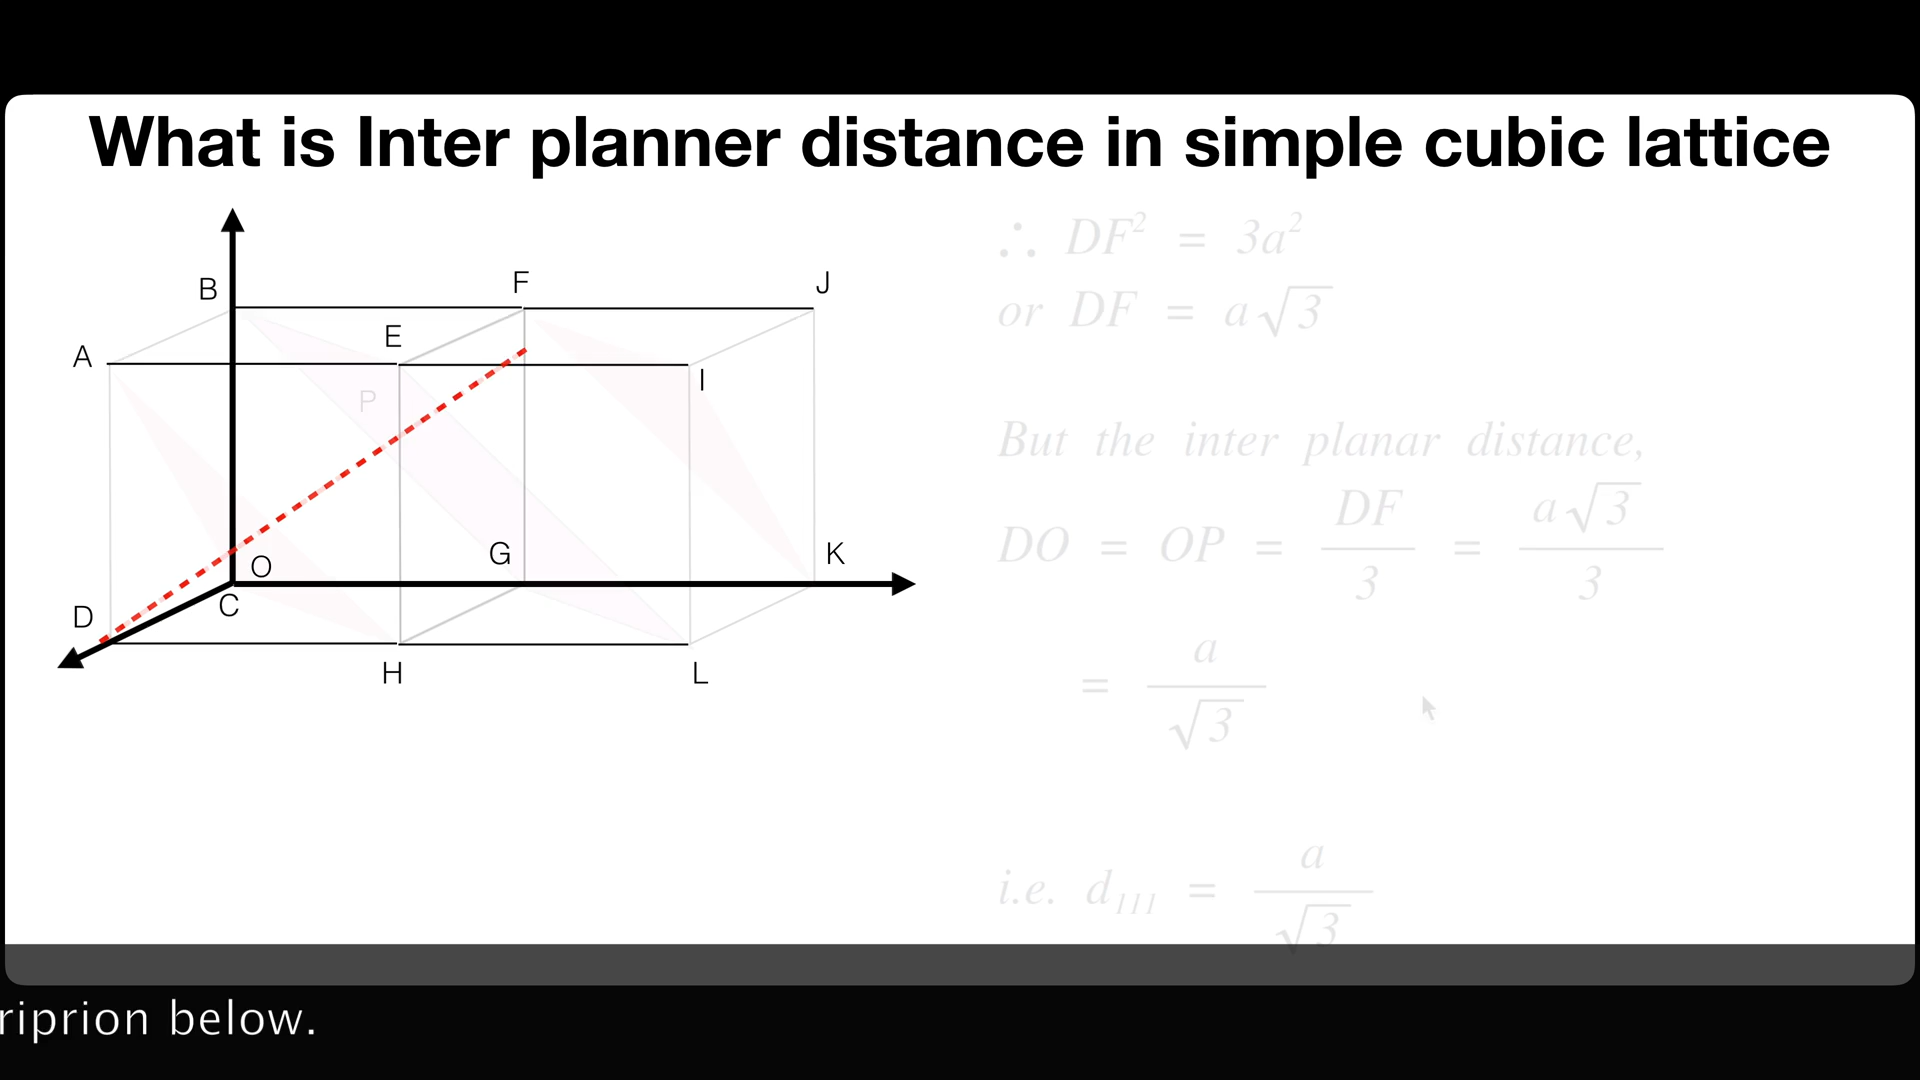 What is Inter planner distance in simple cubic lattice
B
F
J
E
A
I
P
O
G
K
D
C
H
L
∴ DF² = 3a²
or DF = a√3
But the inter planar distance,
DO = OP = DF/3 = a√3/3
= a/√3
i.e. d₁₁₁ = a/√3
riprion below.